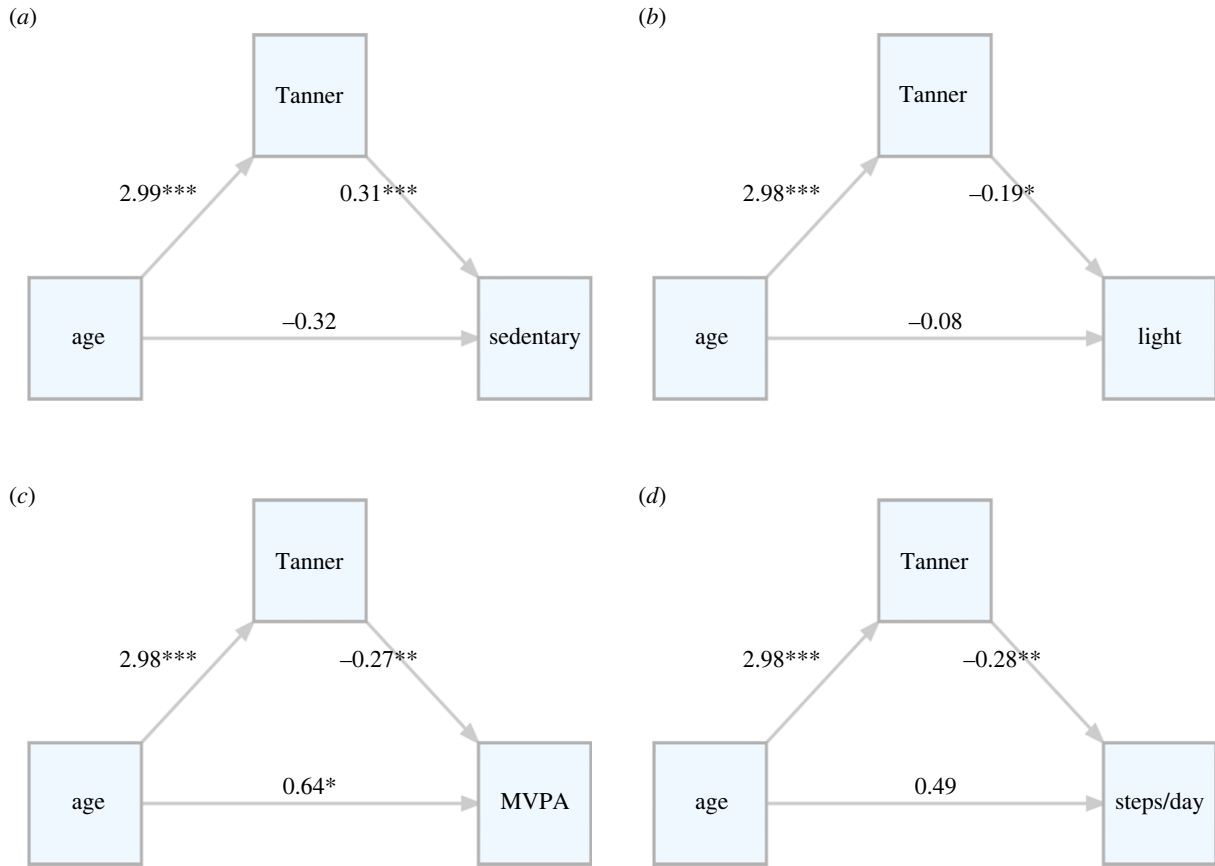 (a)
Tanner
2.99***
0.31***
age
–0.32
sedentary
(b)
Tanner
2.98***
–0.19*
age
–0.08
light
(c)
Tanner
2.98***
–0.27**
age
0.64*
MVPA
(d)
Tanner
2.98***
–0.28**
age
0.49
steps/day